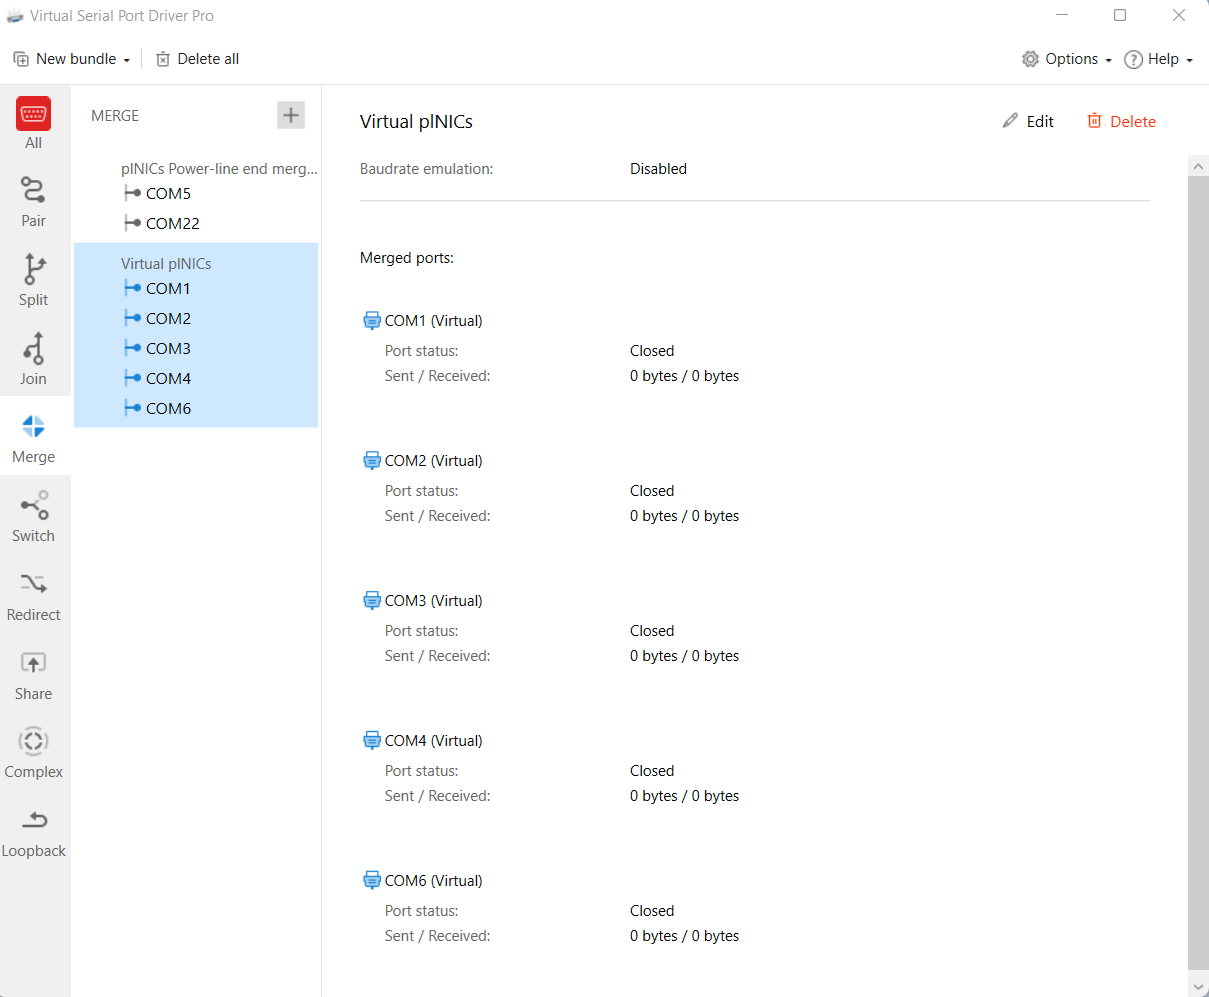 Virtual Serial Port Driver Pro
New bundle
Delete all
Options
Help
All
Pair
Split
Join
Merge
Switch
Redirect
Share
Complex
Loopback
MERGE
plNICs Power-line end merg...
COM5
COM22
Virtual plNICs
COM1
COM2
COM3
COM4
COM6
Virtual plNICs
Edit
Delete
Baudrate emulation: Disabled
Merged ports:
COM1 (Virtual)
Port status: Closed
Sent / Received: 0 bytes / 0 bytes
COM2 (Virtual)
Port status: Closed
Sent / Received: 0 bytes / 0 bytes
COM3 (Virtual)
Port status: Closed
Sent / Received: 0 bytes / 0 bytes
COM4 (Virtual)
Port status: Closed
Sent / Received: 0 bytes / 0 bytes
COM6 (Virtual)
Port status: Closed
Sent / Received: 0 bytes / 0 bytes